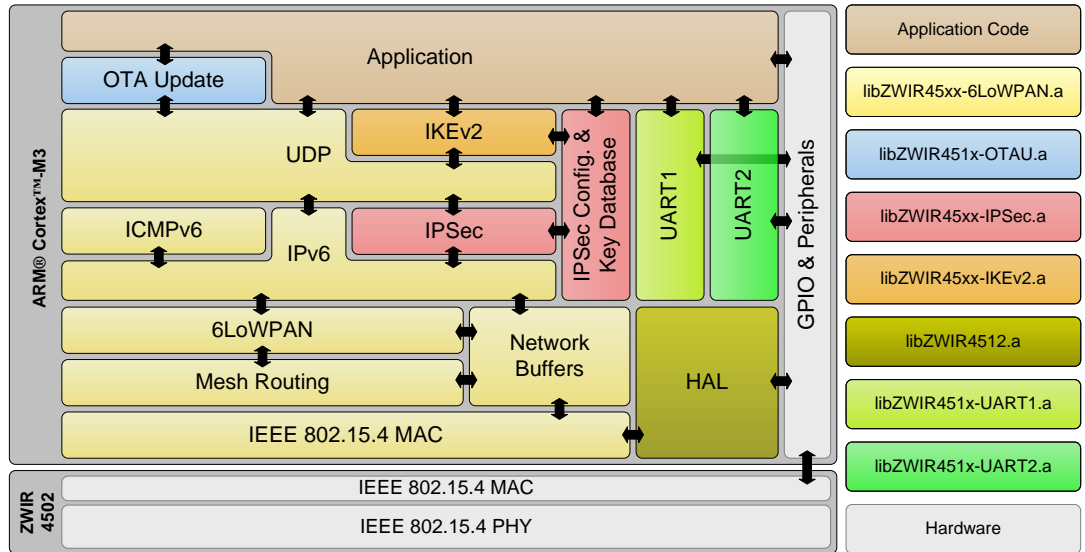 Application
OTA Update
UDP
IKEv2
IPSec Config. &
Key Database
UART1
UART2
GPIO & Peripherals
ICMPv6
IPv6
IPSec
6LoWPAN
Mesh Routing
Network
Buffers
HAL
IEEE 802.15.4 MAC
ARM® Cortex™-M3
ZWIR
4502
IEEE 802.15.4 MAC
IEEE 802.15.4 PHY
Application Code
libZWIR45xx-6LoWPAN.a
libZWIR451x-OTAU.a
libZWIR45xx-IPSec.a
libZWIR45xx-IKEv2.a
libZWIR4512.a
libZWIR451x-UART1.a
libZWIR451x-UART2.a
Hardware